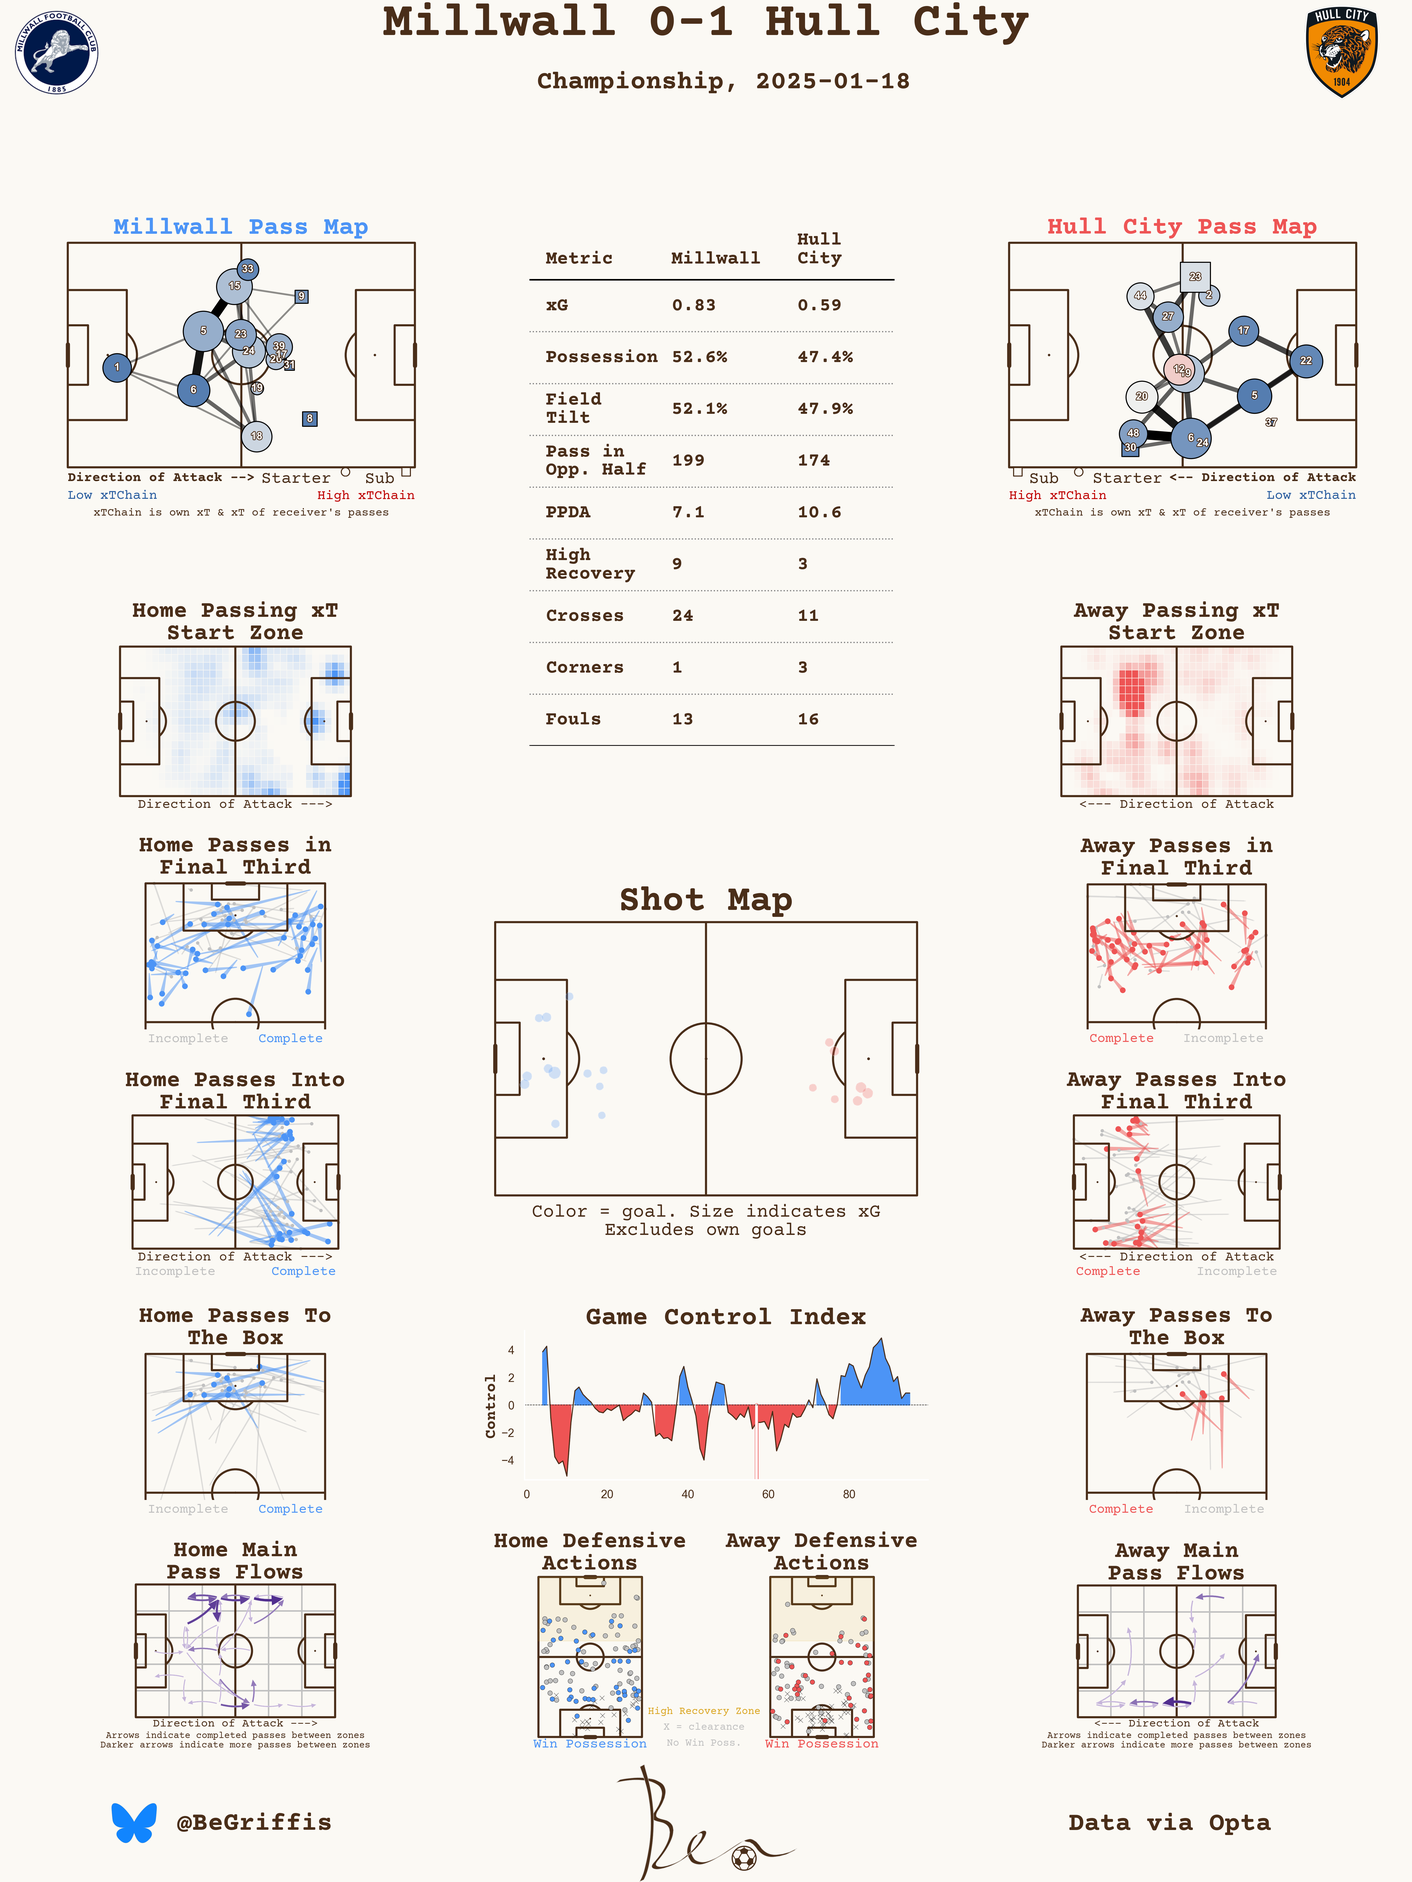 Millwall 0-1 Hull City
Championship, 2025-01-18
MILLWALL FOOTBALL CLUB
1885
HULL CITY
1904
Millwall Pass Map
33
15
9
5
23
39
24
17
20
31
1
6
19
8
18
Direction of Attack --> Starter Sub
Low xTChain High xTChain
xTChain is own xT & xT of receiver's passes
Metric Millwall Hull City
xG 0.83 0.59
Possession 52.6% 47.4%
Field Tilt 52.1% 47.9%
Pass in Opp. Half 199 174
PPDA 7.1 10.6
High Recovery 9 3
Crosses 24 11
Corners 1 3
Fouls 13 16
Hull City Pass Map
23
44
2
27
17
22
12
20
5
37
48
6
24
30
Sub Starter <-- Direction of Attack
High xTChain Low xTChain
xTChain is own xT & xT of receiver's passes
Home Passing xT
Start Zone
Direction of Attack --->
Away Passing xT
Start Zone
<--- Direction of Attack
Home Passes in
Final Third
Incomplete Complete
Away Passes in
Final Third
Complete Incomplete
Shot Map
Color = goal. Size indicates xG
Excludes own goals
Home Passes Into
Final Third
Direction of Attack --->
Incomplete Complete
Away Passes Into
Final Third
<--- Direction of Attack
Complete Incomplete
Home Passes To
The Box
Incomplete Complete
Game Control Index
Control
4
2
0
−2
−4
0 20 40 60 80
Away Passes To
The Box
Complete Incomplete
Home Main
Pass Flows
Direction of Attack --->
Arrows indicate completed passes between zones
Darker arrows indicate more passes between zones
Home Defensive
Actions
Win Possession
High Recovery Zone
X = clearance
No Win Poss.
Away Defensive
Actions
Win Possession
Away Main
Pass Flows
<--- Direction of Attack
Arrows indicate completed passes between zones
Darker arrows indicate more passes between zones
@BeGriffis
Ben
Data via Opta